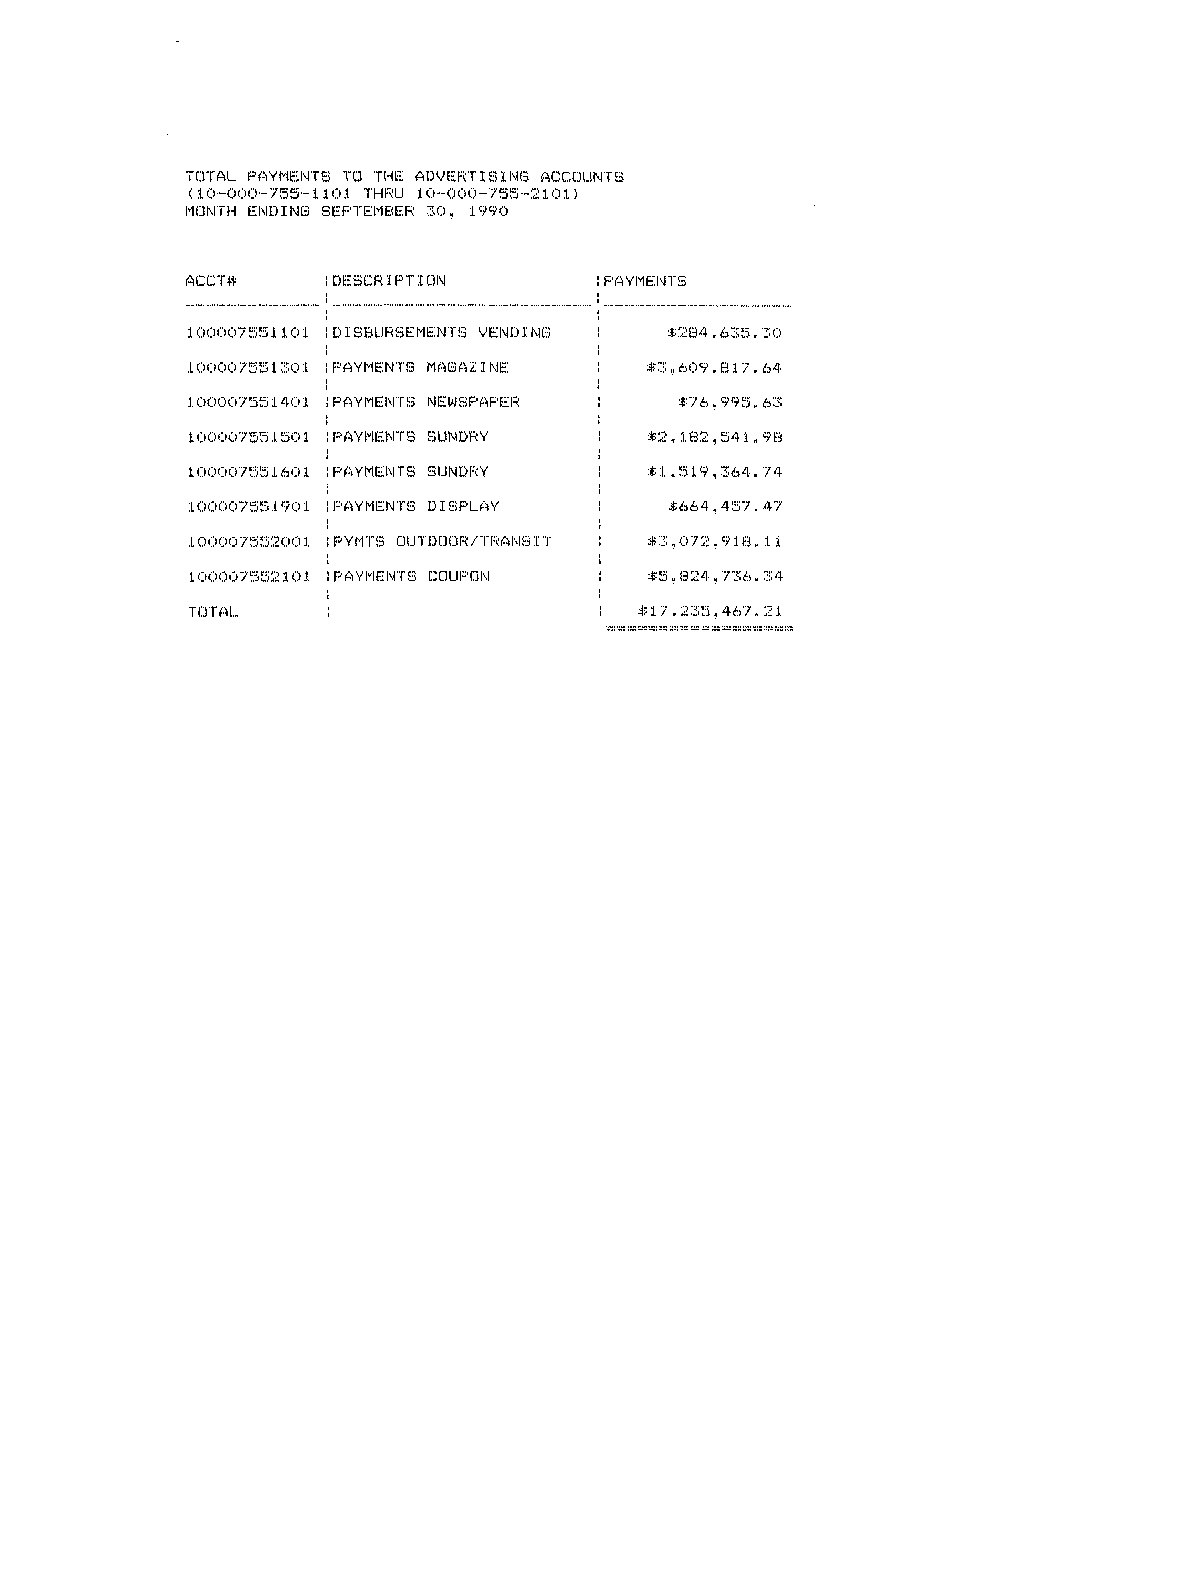 TOTAL PAYMENTS TO THE ADVERTISING ACCOUNTS
(10-000-755-1101 THRU 10-000-755-2101)
MONTH ENDING SEPTEMBER 30, 1990
ACCT# |DESCRIPTION |PAYMENTS
100007551101 |DISBURSEMENTS VENDING | $284,635.30
100007551301 |PAYMENTS MAGAZINE | $3,609,817.64
100007551401 |PAYMENTS NEWSPAPER | $76,995.63
100007551501 |PAYMENTS SUNDRY | $2,182,541.98
100007551601 |PAYMENTS SUNDRY | $1,519,364.74
100007551901 |PAYMENTS DISPLAY | $664,457.47
100007552001 |PYMTS OUTDOOR/TRANSIT | $3,072,918.11
100007552101 |PAYMENTS COUPON | $5,824,736.34
TOTAL | | $17,235,467.21